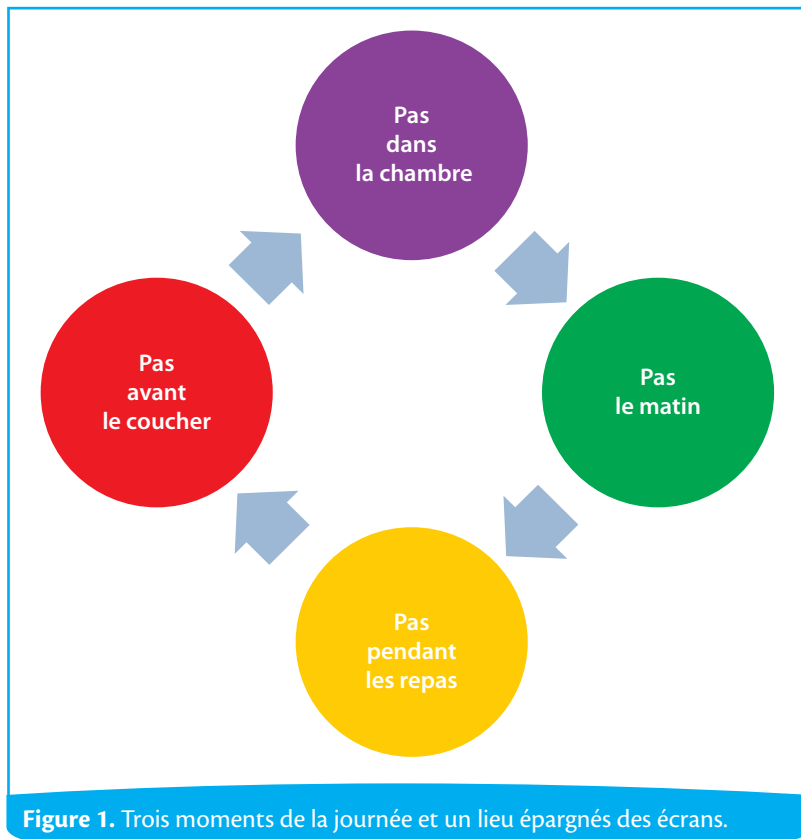 Pas
dans
la chambre
Pas
avant
le coucher
Pas
le matin
Pas
pendant
les repas
Figure 1. Trois moments de la journée et un lieu épargnés des écrans.